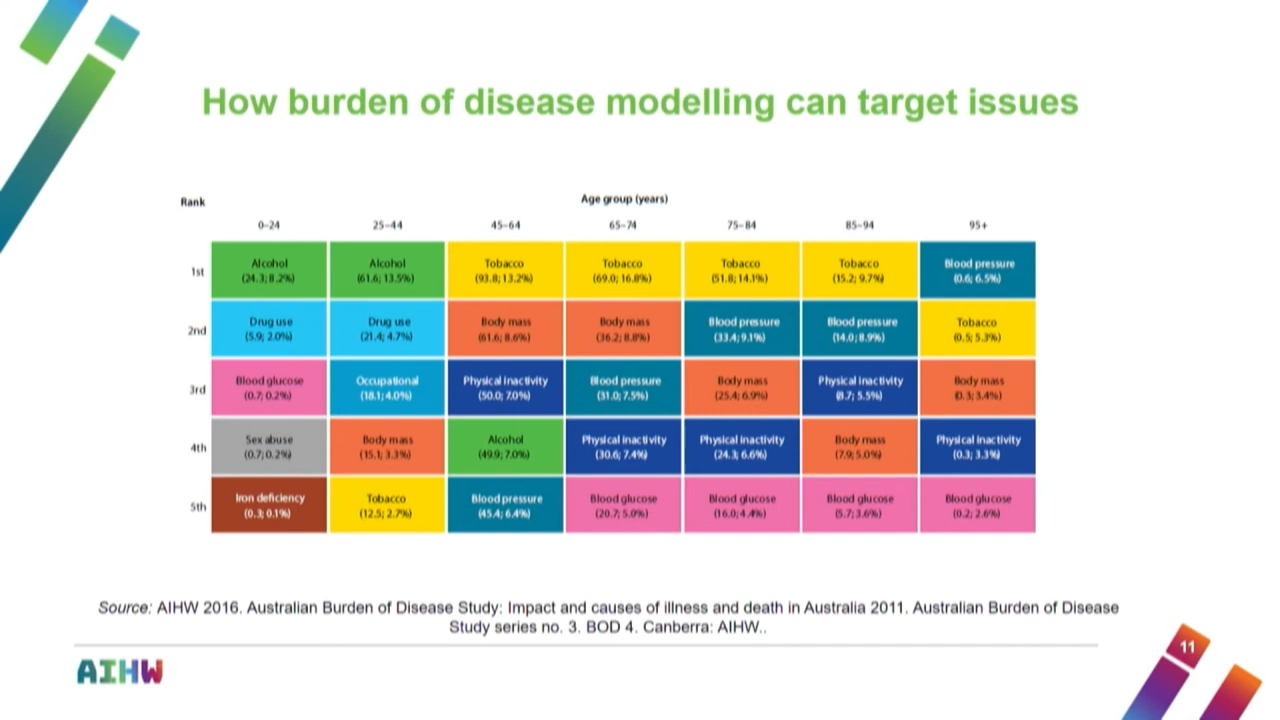 How burden of disease modelling can target issues
Rank
Age group (years)
0–24 25–44 45–64 65–74 75–84 85–94 95+
1st
Alcohol Alcohol Tobacco Tobacco Tobacco Tobacco Blood pressure
(24.3; 8.2%) (61.6; 13.5%) (93.8; 13.2%) (69.0; 16.8%) (51.8; 14.1%) (15.2; 9.7%) (0.6; 6.5%)
2nd
Drug use Drug use Body mass Body mass Blood pressure Blood pressure Tobacco
(5.9; 2.0%) (21.4; 4.7%) (61.6; 8.6%) (36.2; 8.8%) (33.4; 9.1%) (14.0; 8.9%) (0.5; 5.3%)
3rd
Blood glucose Occupational Physical inactivity Blood pressure Body mass Physical inactivity Body mass
(0.7; 0.2%) (18.1; 4.0%) (50.0; 7.0%) (31.0; 7.5%) (25.4; 6.9%) (8.7; 5.5%) (0.3; 3.4%)
4th
Sex abuse Body mass Alcohol Physical inactivity Physical inactivity Body mass Physical inactivity
(0.7; 0.2%) (15.1; 3.3%) (49.9; 7.0%) (30.6; 7.4%) (24.3; 6.6%) (7.9; 5.0%) (0.3; 3.3%)
5th
Iron deficiency Tobacco Blood pressure Blood glucose Blood glucose Blood glucose Blood glucose
(0.3; 0.1%) (12.5; 2.7%) (45.4; 6.4%) (20.7; 5.0%) (16.0; 4.4%) (5.7; 3.6%) (0.2; 2.6%)
Source: AIHW 2016. Australian Burden of Disease Study: Impact and causes of illness and death in Australia 2011. Australian Burden of Disease
Study series no. 3. BOD 4. Canberra: AIHW..
AIHW
11